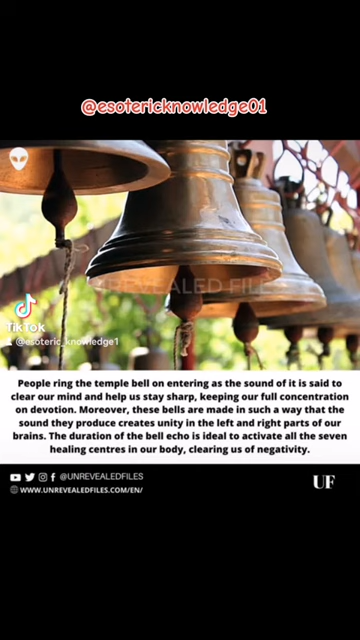 @esotericknowledge01
UNREVEALED FILES
TikTok
@esoteric_knowledge1
People ring the temple bell on entering as the sound of it is said to
clear our mind and help us stay sharp, keeping our full concentration
on devotion. Moreover, these bells are made in such a way that the
sound they produce creates unity in the left and right parts of our
brains. The duration of the bell echo is ideal to activate all the seven
healing centres in our body, clearing us of negativity.
@UNREVEALEDFILES
WWW.UNREVEALEDFILES.COM/EN/
UF